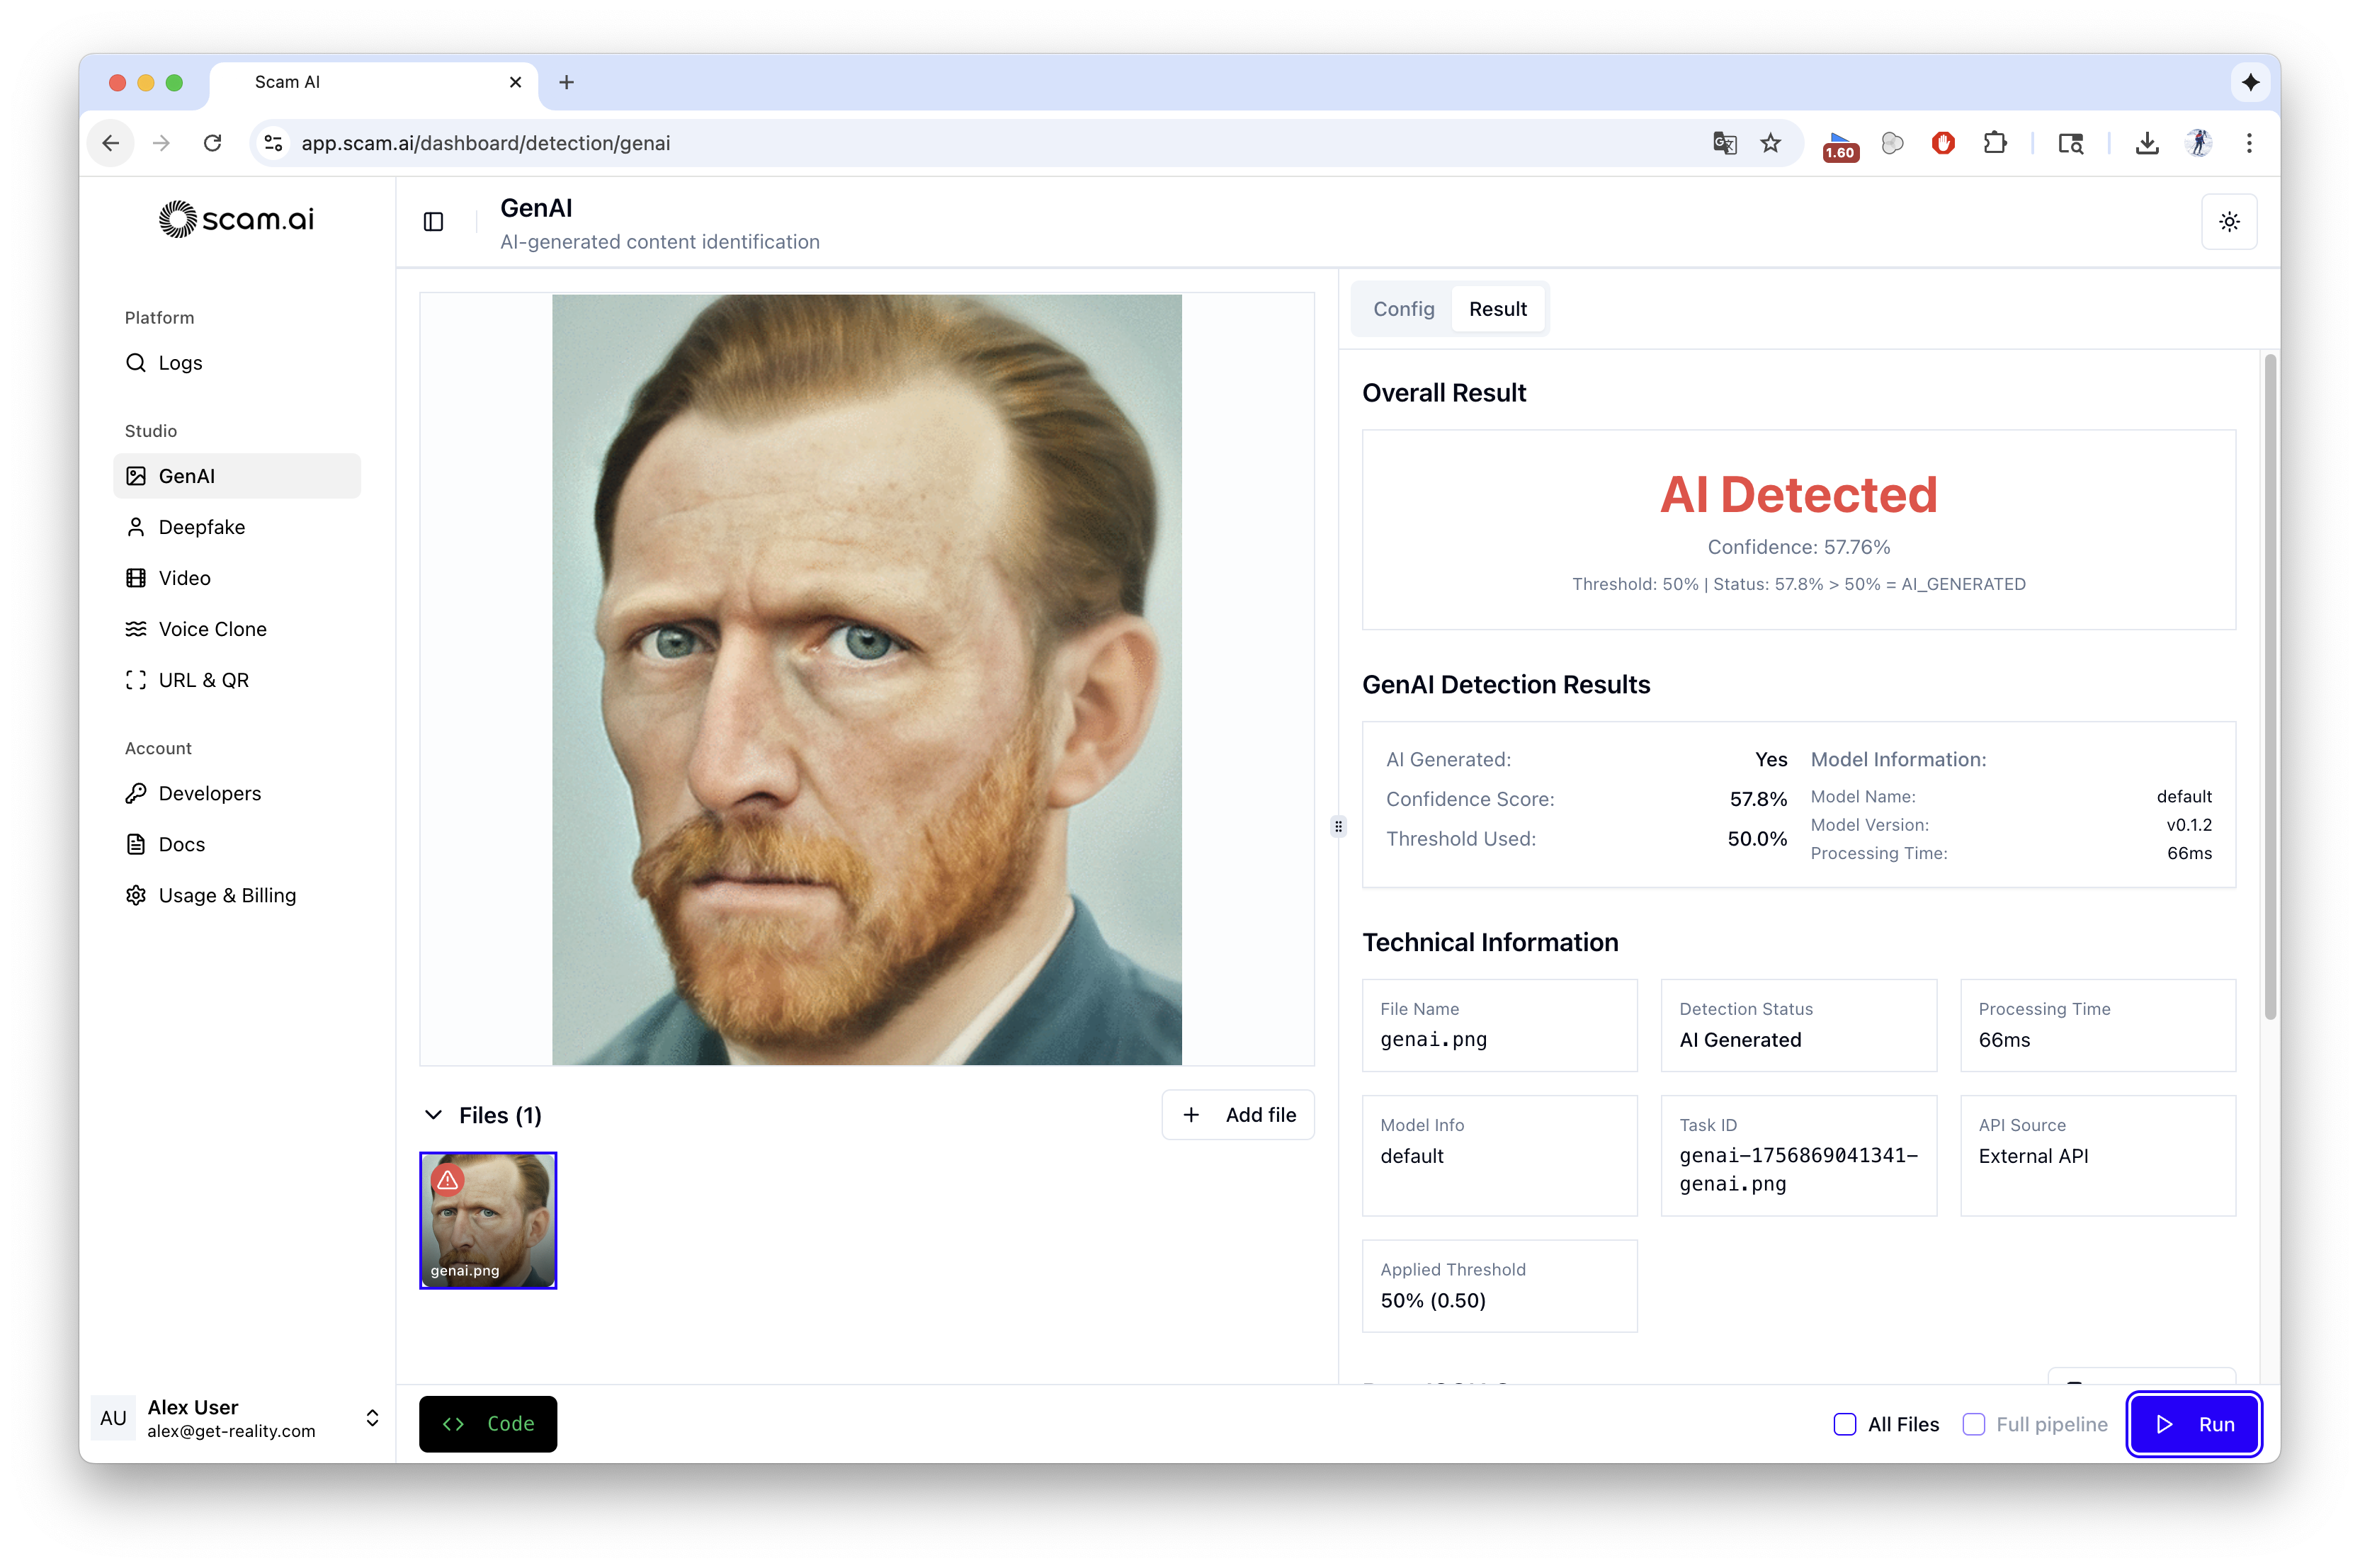 Scam AI
app.scam.ai/dashboard/detection/genai
1.60
scam.ai
GenAI
AI-generated content identification
Platform
Logs
Studio
GenAI
Deepfake
Video
Voice Clone
URL & QR
Account
Developers
Docs
Usage & Billing
AU
Alex User
alex@get-reality.com
Files (1)
Add file
genai.png
Code
Config
Result
Overall Result
AI Detected
Confidence: 57.76%
Threshold: 50% | Status: 57.8% > 50% = AI_GENERATED
GenAI Detection Results
AI Generated: Yes
Confidence Score: 57.8%
Threshold Used: 50.0%
Model Information:
Model Name: default
Model Version: v0.1.2
Processing Time: 66ms
Technical Information
File Name
genai.png
Detection Status
AI Generated
Processing Time
66ms
Model Info
default
Task ID
genai-1756869041341-
genai.png
API Source
External API
Applied Threshold
50% (0.50)
All Files
Full pipeline
Run